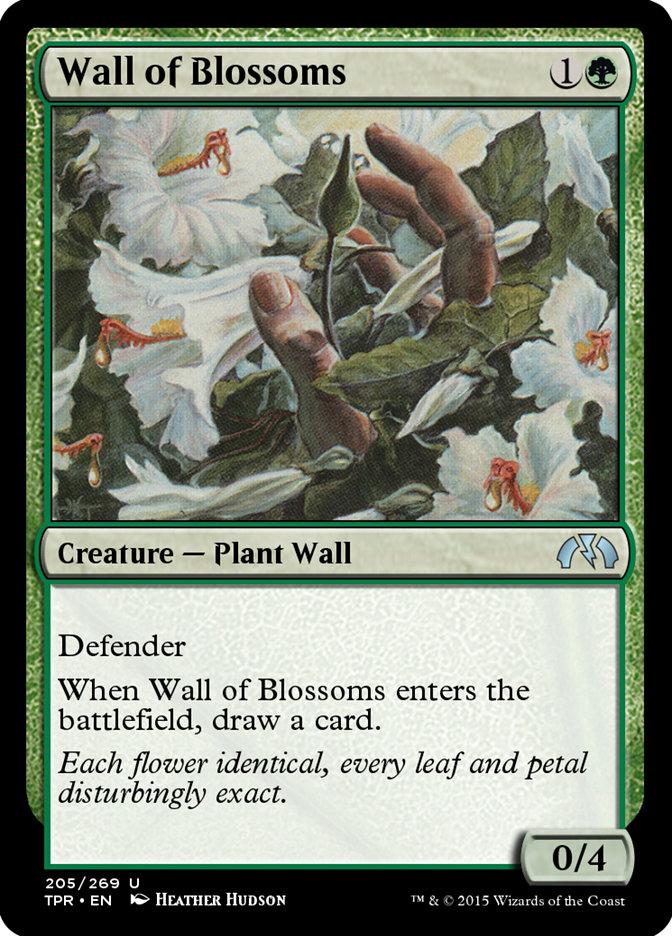 Wall of Blossoms 1
Creature — Plant Wall
Defender
When Wall of Blossoms enters the
battlefield, draw a card.
Each flower identical, every leaf and petal
disturbingly exact.
0/4
205/269 U
TPR • EN Heather Hudson ™ & © 2015 Wizards of the Coast